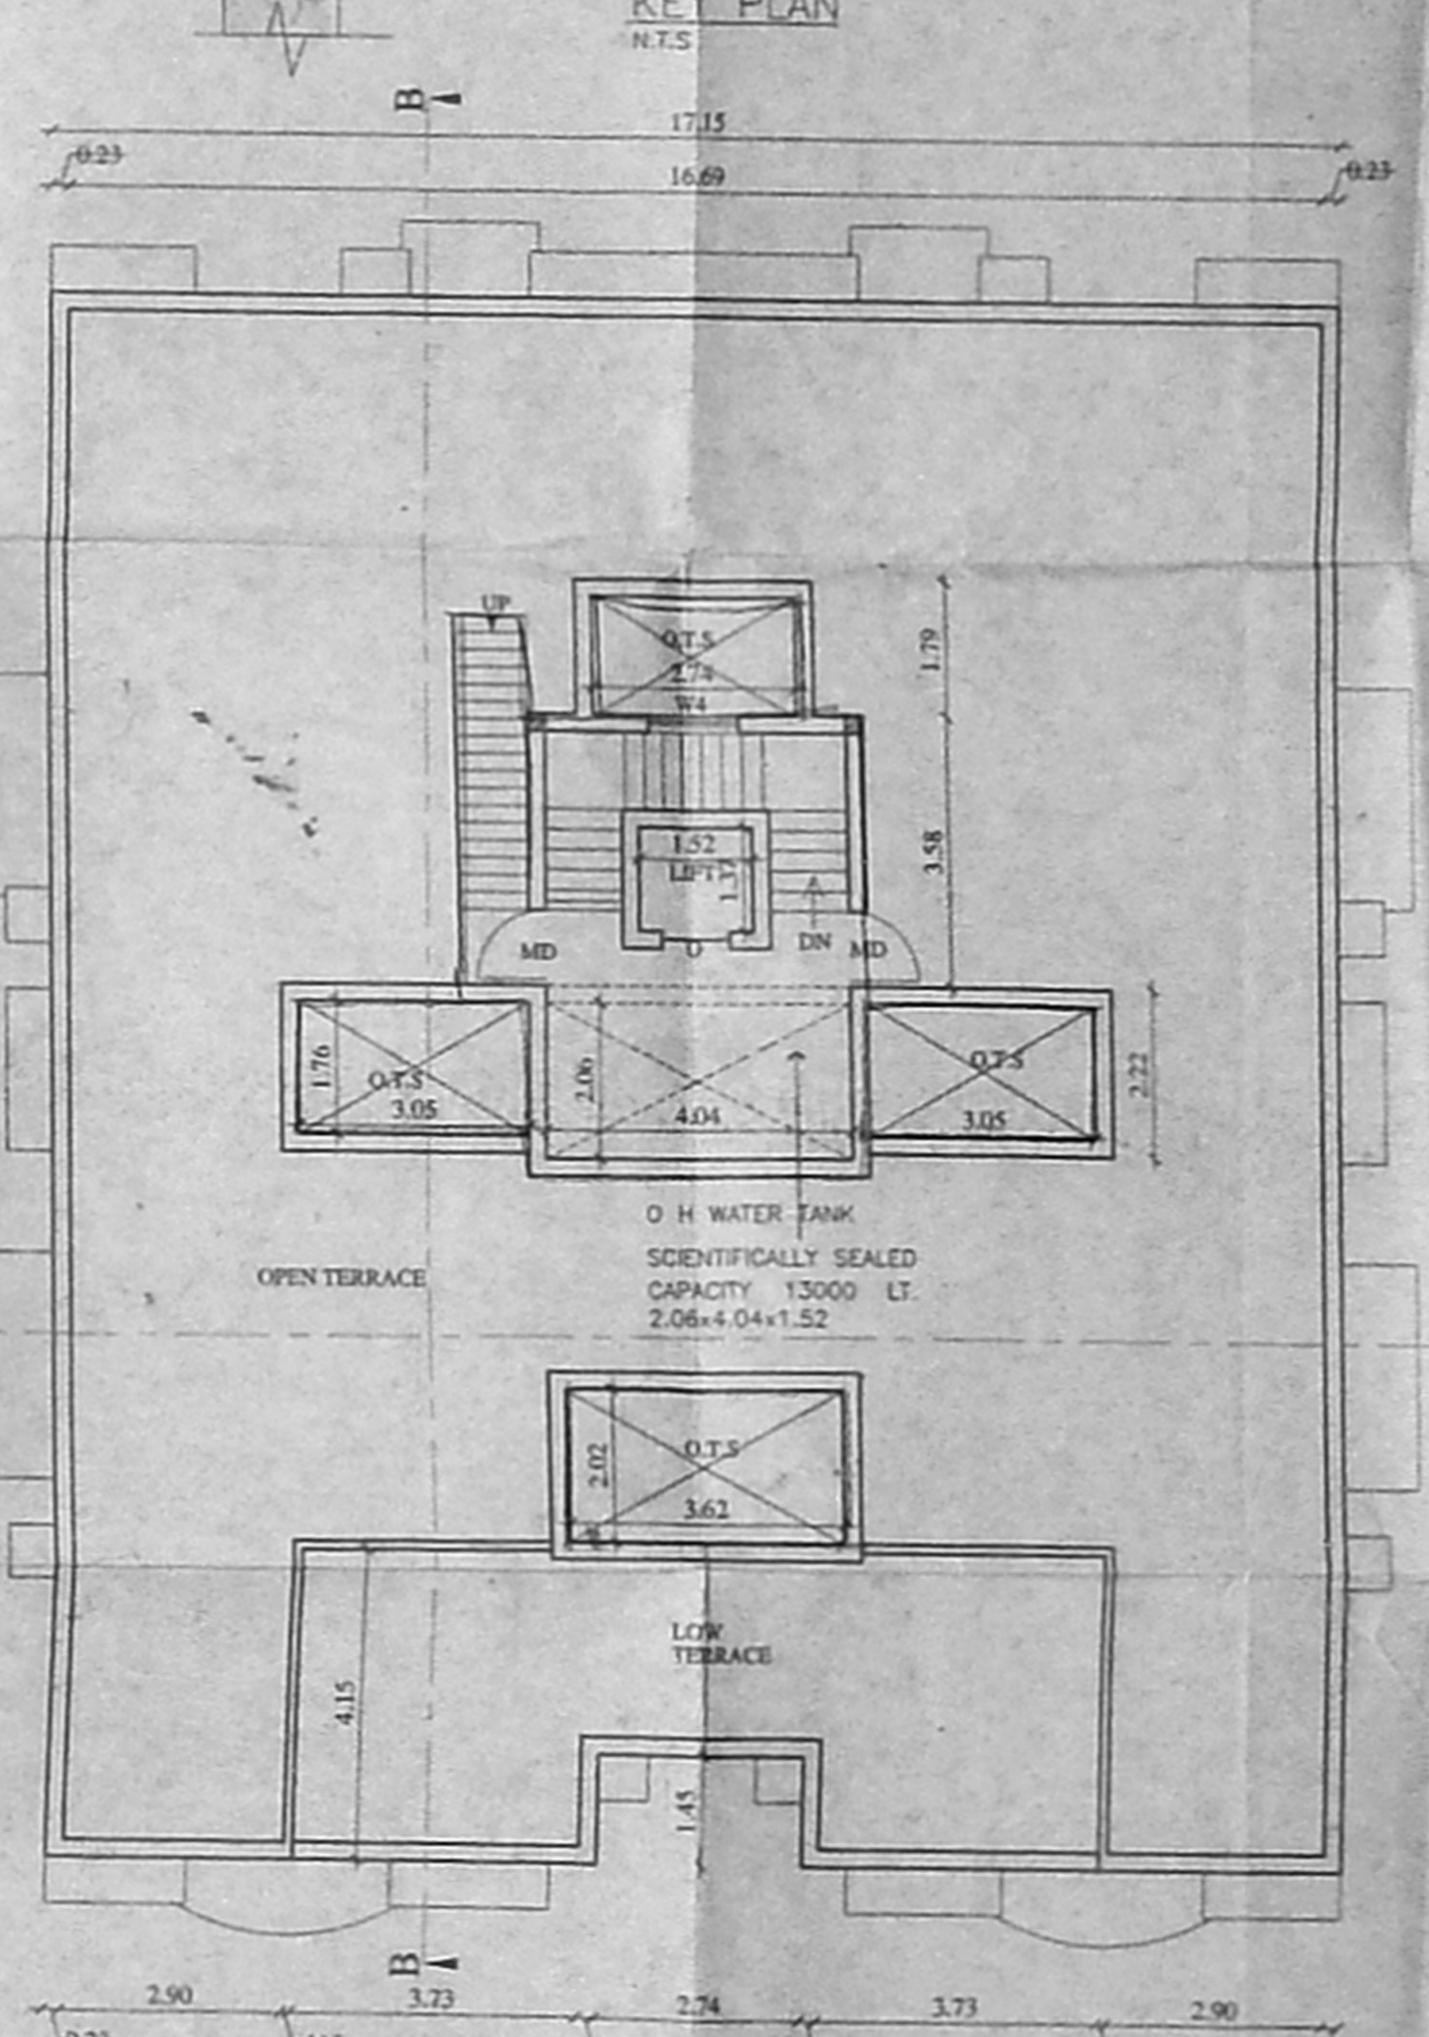 KEY PLAN
N.T.S
B
17.15
0.23
16.69
0.23
UP
O.T.S
2.74
W4
1.79
1.52
LIFT
3.58
MD
DN
MD
1.76
O.T.S
3.05
2.06
4.04
O.T.S
3.05
2.22
O H WATER TANK
SCIENTIFICALLY SEALED
CAPACITY 13000 LT.
2.06x4.04x1.52
OPEN TERRACE
2.02
O.T.S
3.62
LOW
TERRACE
4.15
1.45
B
2.90
3.73
2.74
3.73
2.90